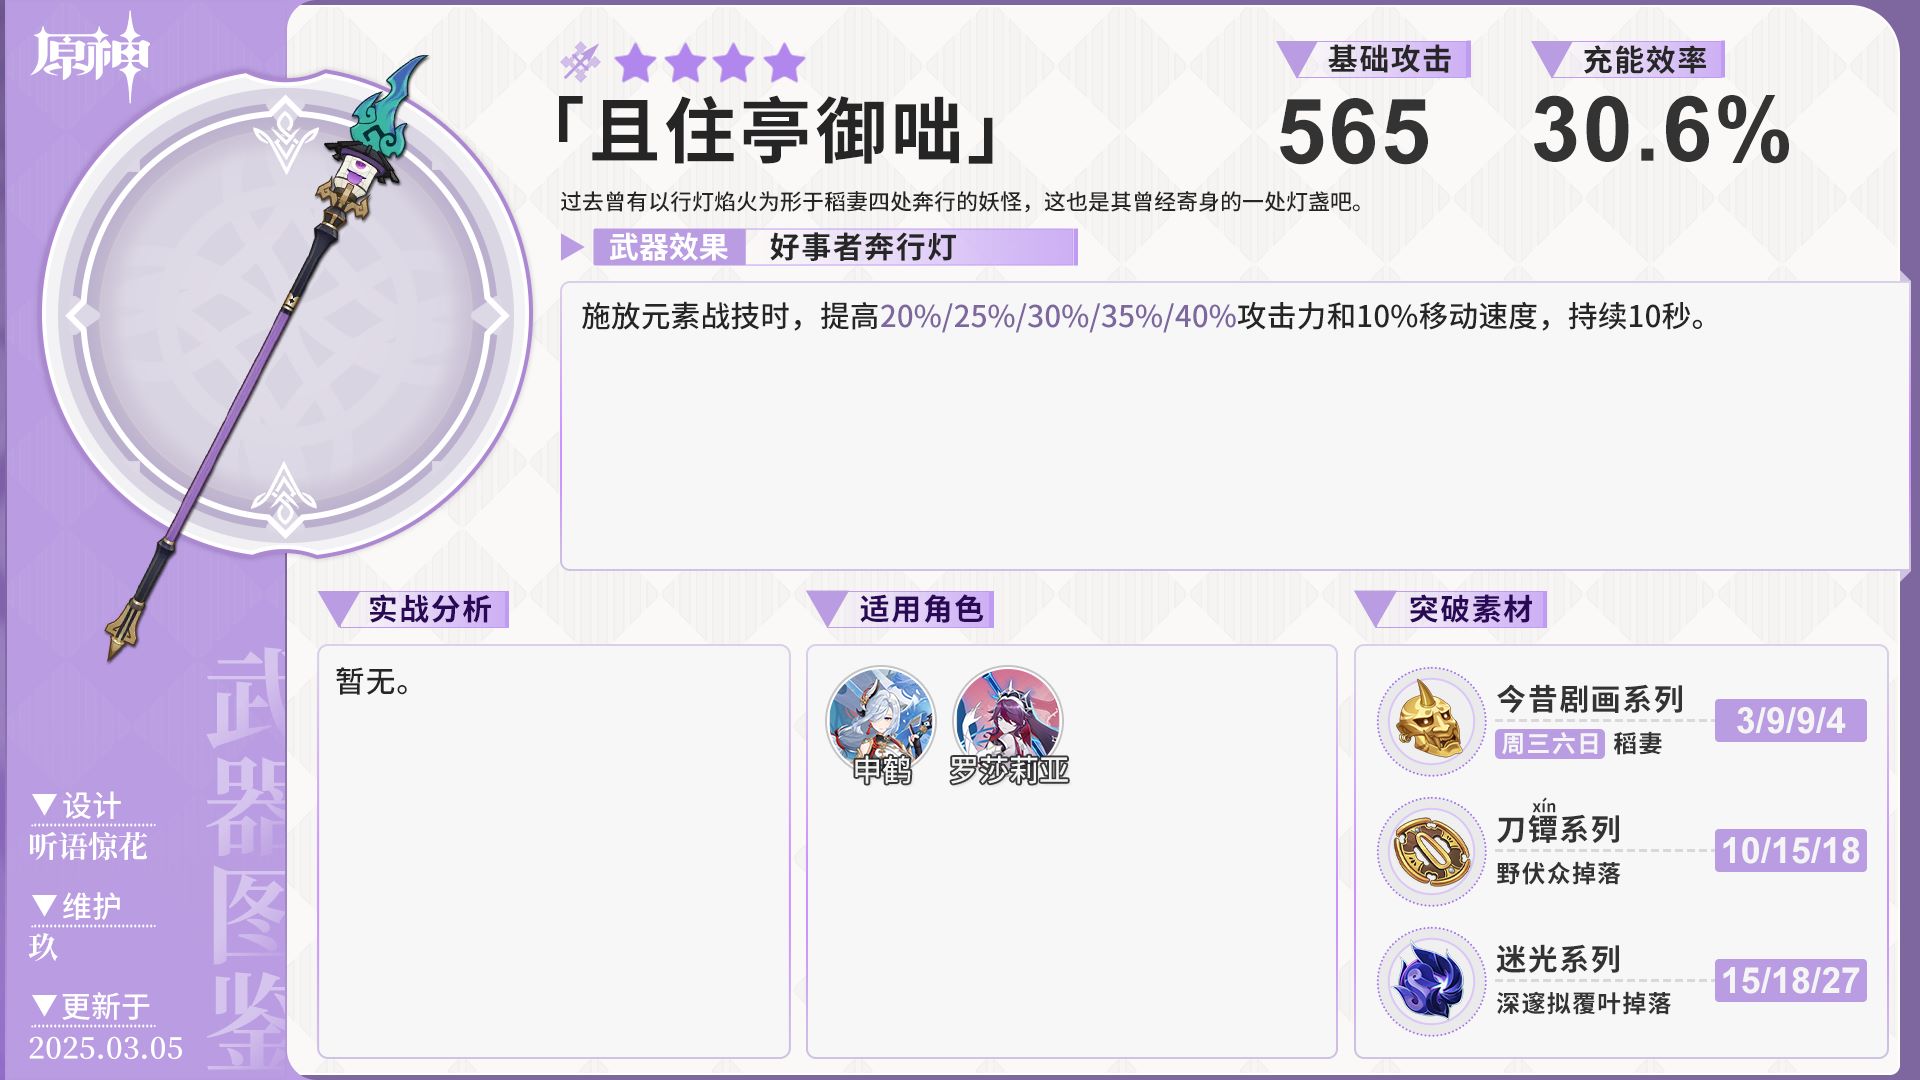 原神
「且住亭御咄」
基础攻击
565
充能效率
30.6%
过去曾有以行灯焰火为形于稻妻四处奔行的妖怪，这也是其曾经寄身的一处灯盏吧。
武器效果
好事者奔行灯
施放元素战技时，提高20%/25%/30%/35%/40%攻击力和10%移动速度，持续10秒。
实战分析
暂无。
适用角色
申鹤
罗莎莉亚
突破素材
今昔剧画系列
周三六日 稻妻
3/9/9/4
xín
刀镡系列
野伏众掉落
10/15/18
迷光系列
深邃拟覆叶掉落
15/18/27
武器图鉴
▼设计
听语惊花
▼维护
玖
▼更新于
2025.03.05